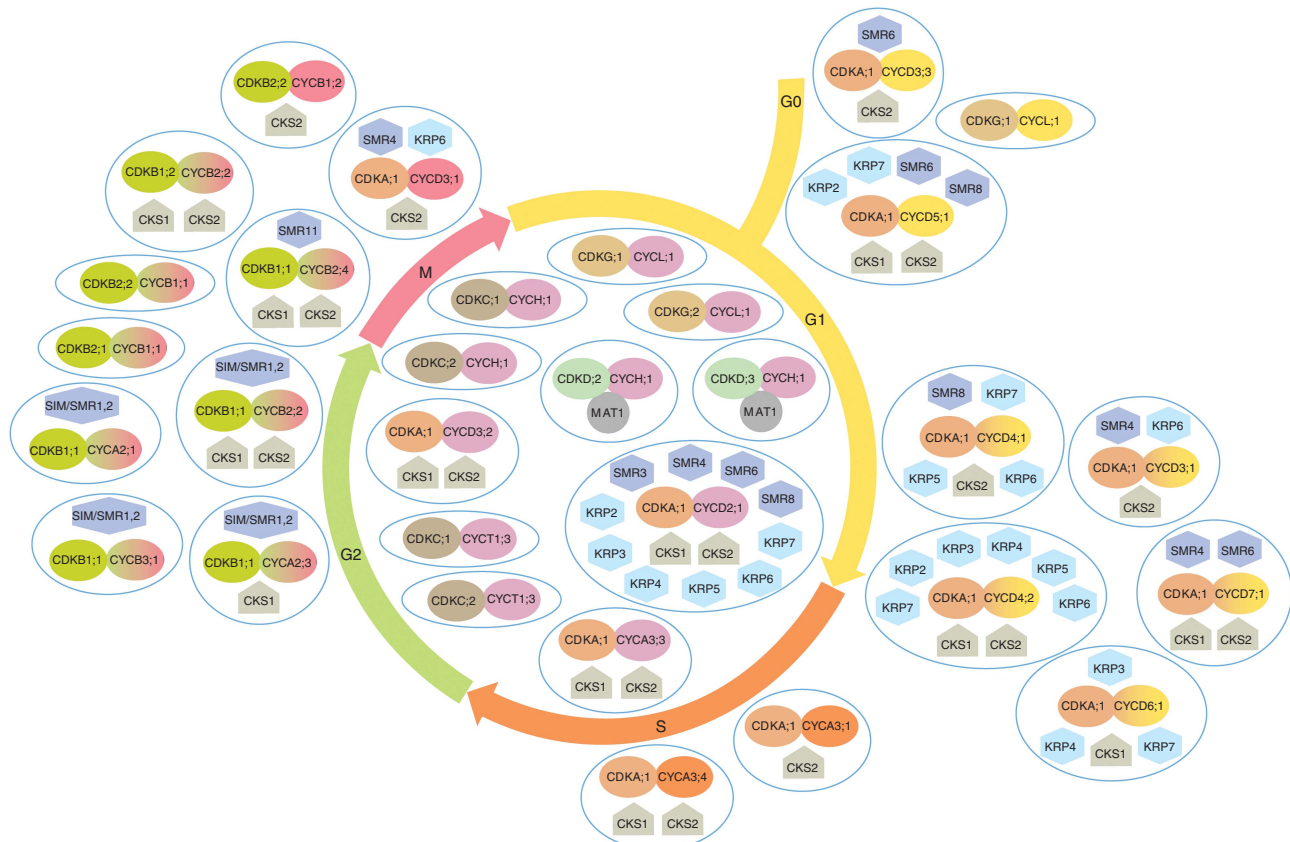 SMR6
CDKA;1 CYCD3;3
CKS2
G0
CDKG;1 CYCL;1
CDKB2;2 CYCB1;2
CKS2
SMR4 KRP6
CDKA;1 CYCD3;1
CKS2
KRP2 KRP7 SMR6 SMR8
CDKA;1 CYCD5;1
CKS1 CKS2
CDKB1;2 CYCB2;2
CKS1 CKS2
SMR11
CDKB1;1 CYCB2;4
CKS1 CKS2
M
CDKG;1 CYCL;1
CDKC;1 CYCH;1
CDKG;2 CYCL;1
G1
CDKB2;2 CYCB1;1
CDKB2;1 CYCB1;1
CDKC;2 CYCH;1
CDKD;2 CYCH;1
MAT1
CDKD;3 CYCH;1
MAT1
SIM/SMR1,2
CDKB1;1 CYCB2;2
CKS1 CKS2
SIM/SMR1,2
CDKB1;1 CYCA2;1
CDKA;1 CYCD3;2
CKS1 CKS2
SMR8 KRP7
CDKA;1 CYCD4;1
KRP5 CKS2 KRP6
SMR4 KRP6
CDKA;1 CYCD3;1
CKS2
SMR3 SMR4 SMR6 SMR8
CDKA;1 CYCD2;1
CKS1 CKS2
KRP2 KRP3 KRP4 KRP5 KRP6 KRP7
SIM/SMR1,2
CDKB1;1 CYCB3;1
SIM/SMR1,2
CDKB1;1 CYCA2;3
CKS1
G2
CDKC;1 CYCT1;3
CDKC;2 CYCT1;3
KRP7 KRP2 KRP3 KRP4 KRP5 KRP6
CDKA;1 CYCD4;2
CKS1 CKS2
SMR4 SMR6
CDKA;1 CYCD7;1
CKS1 CKS2
CDKA;1 CYCA3;3
CKS1 CKS2
KRP3
CDKA;1 CYCD6;1
KRP4 CKS1 KRP7
S
CDKA;1 CYCA3;1
CKS2
CDKA;1 CYCA3;4
CKS1 CKS2